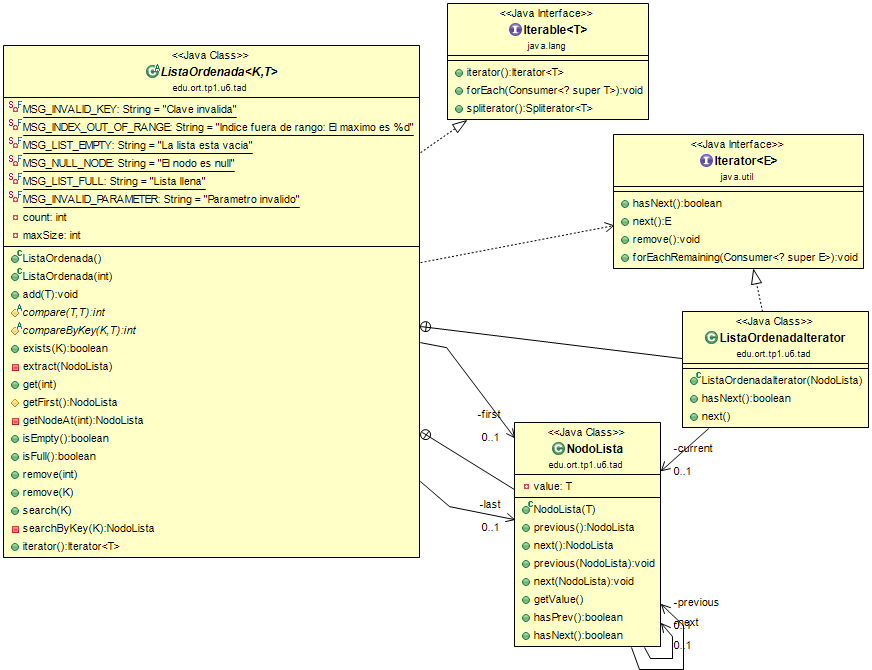 <<Java Class>>
ListaOrdenada<K,T>
edu.ort.tp1.u6.tad
MSG_INVALID_KEY: String = "Clave invalida"
MSG_INDEX_OUT_OF_RANGE: String = "Indice fuera de rango: El maximo es %d"
MSG_LIST_EMPTY: String = "La lista esta vacia"
MSG_NULL_NODE: String = "El nodo es null"
MSG_LIST_FULL: String = "Lista llena"
MSG_INVALID_PARAMETER: String = "Parametro invalido"
count: int
maxSize: int
ListaOrdenada()
ListaOrdenada(int)
add(T):void
compare(T,T):int
compareByKey(K,T):int
exists(K):boolean
extract(NodoLista)
get(int)
getFirst():NodoLista
getNodeAt(int):NodoLista
isEmpty():boolean
isFull():boolean
remove(int)
remove(K)
search(K)
searchByKey(K):NodoLista
iterator():Iterator<T>
<<Java Interface>>
Iterable<T>
java.lang
iterator():Iterator<T>
forEach(Consumer<? super T>):void
spliterator():Spliterator<T>
<<Java Interface>>
Iterator<E>
java.util
hasNext():boolean
next():E
remove():void
forEachRemaining(Consumer<? super E>):void
<<Java Class>>
ListaOrdenadaIterator
edu.ort.tp1.u6.tad
ListaOrdenadaIterator(NodoLista)
hasNext():boolean
next()
-first
0..1
-last
0..1
-current
0..1
<<Java Class>>
NodoLista
edu.ort.tp1.u6.tad
value: T
NodoLista(T)
previous():NodoLista
next():NodoLista
previous(NodoLista):void
next(NodoLista):void
getValue()
hasPrev():boolean
hasNext():boolean
-previous
-next
0..1
0..1